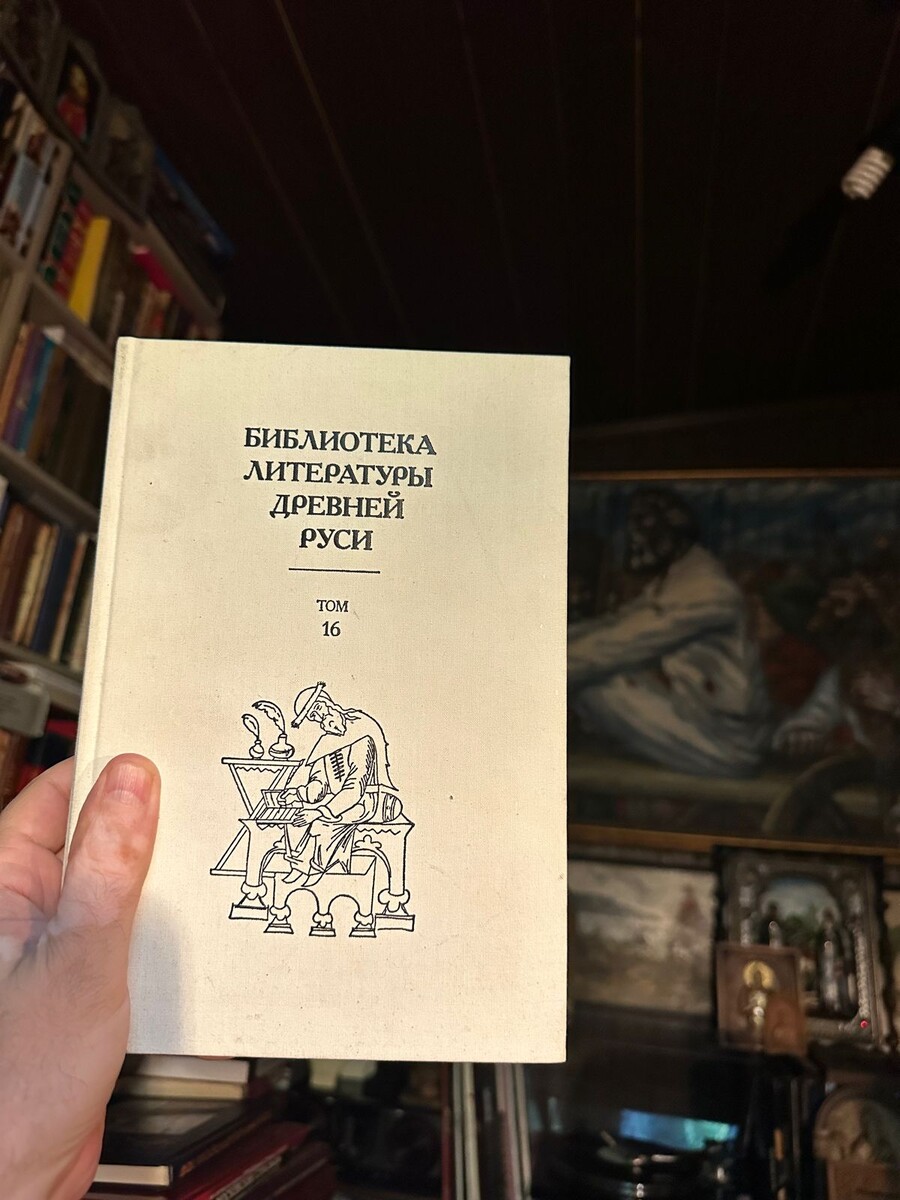 БИБЛИОТЕКА
ЛИТЕРАТУРЫ
ДРЕВНЕЙ
РУСИ
ТОМ
16